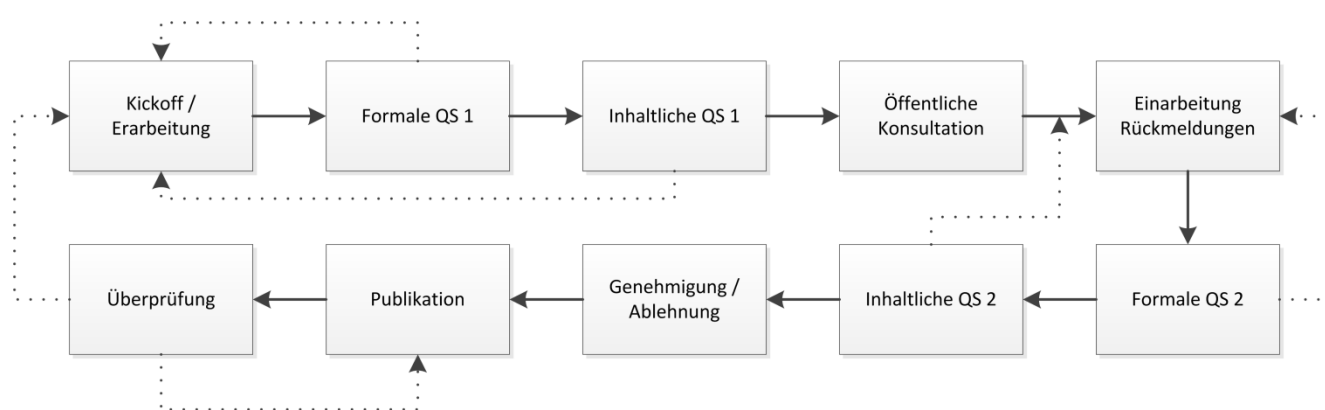 Kickoff /
Erarbeitung
Formale QS 1
Inhaltliche QS 1
Öffentliche
Konsultation
Einarbeitung
Rückmeldungen
Überprüfung
Publikation
Genehmigung /
Ablehnung
Inhaltliche QS 2
Formale QS 2